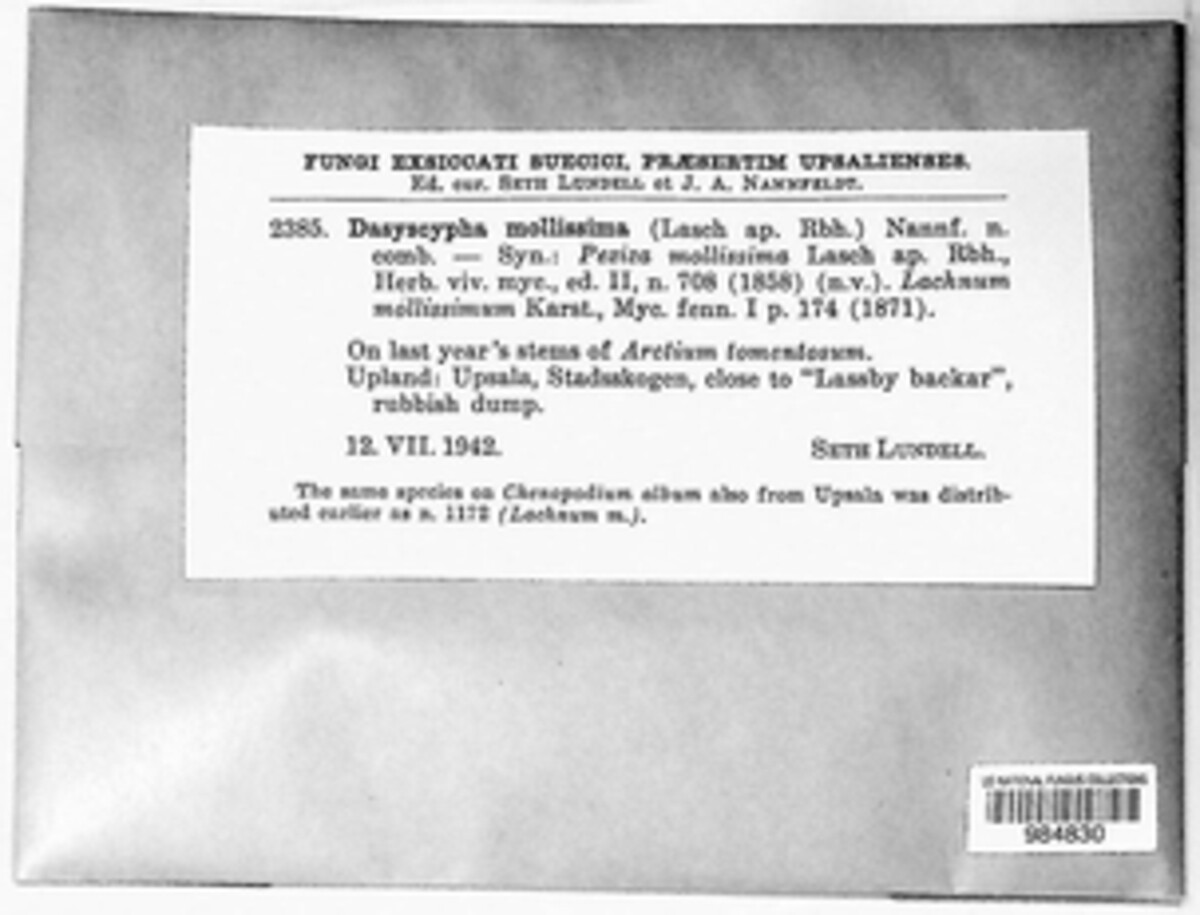 FUNGI EXSICCATI SUECICI, PRÆSERTIM UPSALIENSES.
Ed. cur. SETH LUNDELL et J. A. NANNFELDT.
2385. Dasyscypha mollissima (Lasch ap. Rbh.) Nannf. n.
comb. — Syn.: Peziza mollissima Lasch ap. Rbh.,
Herb. viv. myc., ed. II, n. 708 (1858) (n.v.). Lachnum
mollissimum Karst., Myc. fenn. I p. 174 (1871).
On last year's stems of Arctium tomentosum.
Upland: Upsala, Stadsskogen, close to "Lassby backar",
rubbish dump.
12. VII. 1942. SETH LUNDELL.
The same species on Chenopodium album also from Upsala was distrib-
uted earlier as n. 1172 (Lachnum m.).
US NATIONAL FUNGUS COLLECTIONS
984830